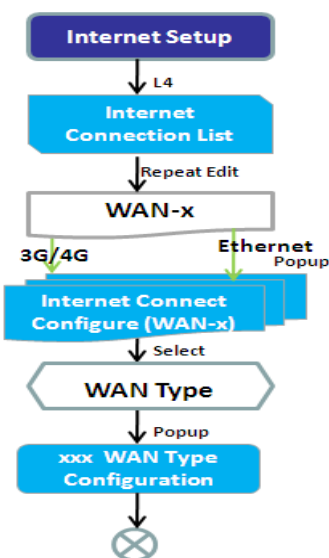 Internet Setup
L4
Internet
Connection List
Repeat Edit
WAN-x
3G/4G
Ethernet
Popup
Internet Connect
Configure (WAN-x)
Select
WAN Type
Popup
xxx WAN Type
Configuration